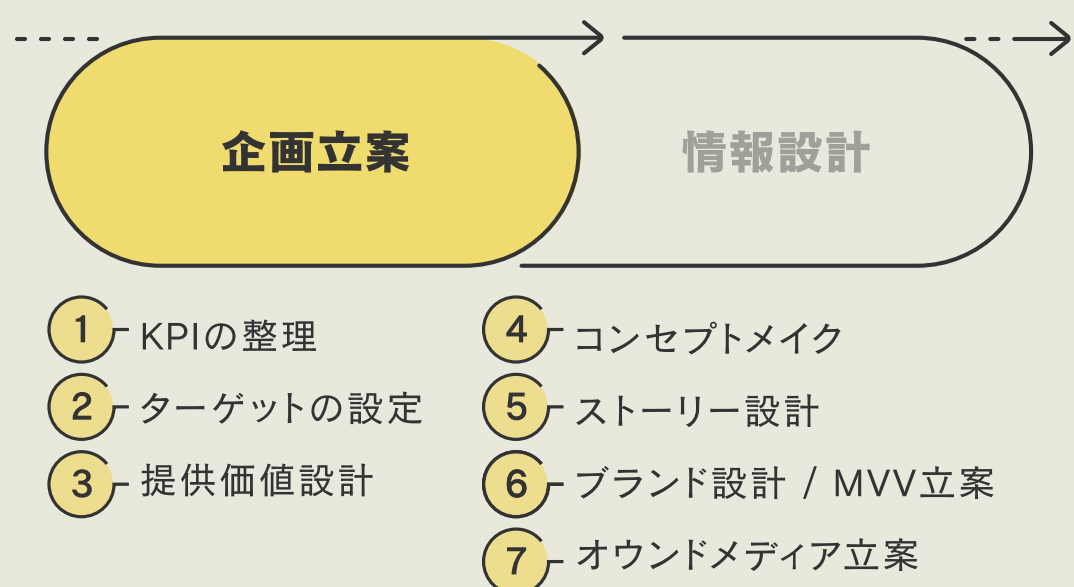 企画立案
情報設計
1 KPIの整理
2 ターゲットの設定
3 提供価値設計
4 コンセプトメイク
5 ストーリー設計
6 ブランド設計 / MVV立案
7 オウンドメディア立案